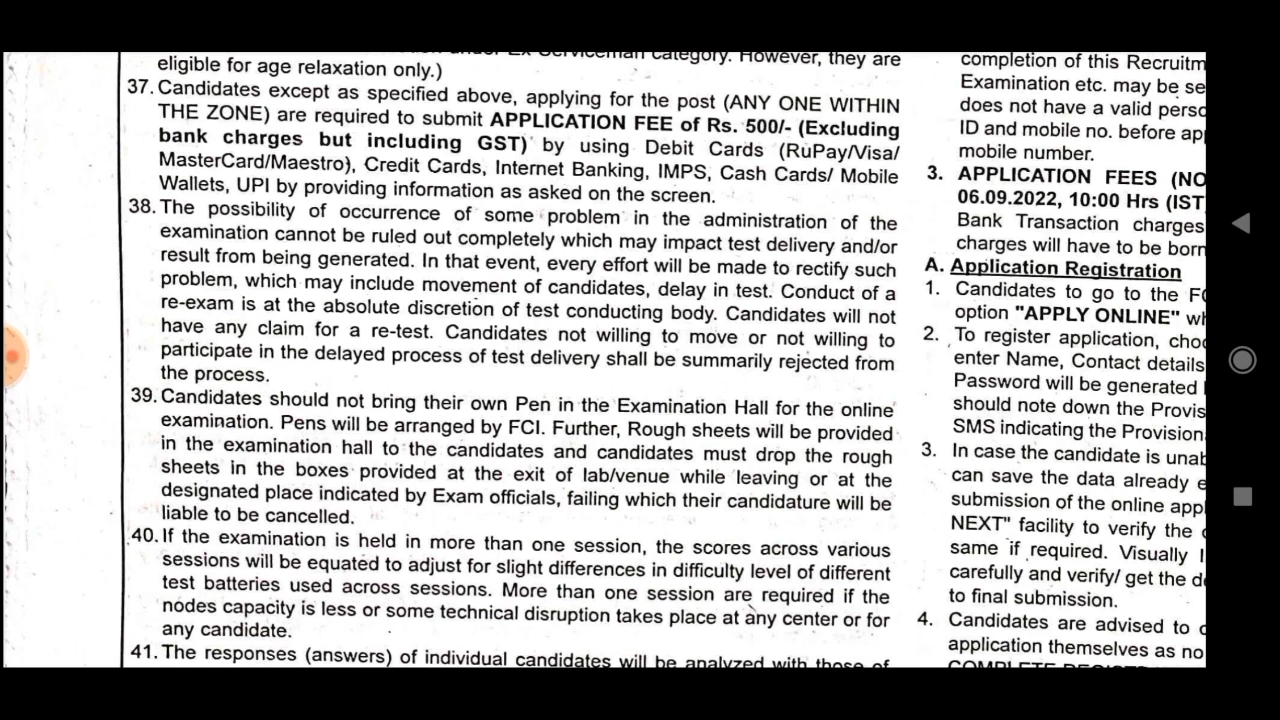 under Ex-Serviceman category. However, they are
eligible for age relaxation only.)
37. Candidates except as specified above, applying for the post (ANY ONE WITHIN
THE ZONE) are required to submit APPLICATION FEE of Rs. 500/- (Excluding
bank charges but including GST) by using Debit Cards (RuPay/Visa/
MasterCard/Maestro), Credit Cards, Internet Banking, IMPS, Cash Cards/ Mobile
Wallets, UPI by providing information as asked on the screen.
38. The possibility of occurrence of some problem in the administration of the
examination cannot be ruled out completely which may impact test delivery and/or
result from being generated. In that event, every effort will be made to rectify such
problem, which may include movement of candidates, delay in test. Conduct of a
re-exam is at the absolute discretion of test conducting body. Candidates will not
have any claim for a re-test. Candidates not willing to move or not willing to
participate in the delayed process of test delivery shall be summarily rejected from
the process.
39. Candidates should not bring their own Pen in the Examination Hall for the online
examination. Pens will be arranged by FCI. Further, Rough sheets will be provided
in the examination hall to the candidates and candidates must drop the rough
sheets in the boxes provided at the exit of lab/venue while leaving or at the
designated place indicated by Exam officials, failing which their candidature will be
liable to be cancelled.
40. If the examination is held in more than one session, the scores across various
sessions will be equated to adjust for slight differences in difficulty level of different
test batteries used across sessions. More than one session are required if the
nodes capacity is less or some technical disruption takes place at any center or for
any candidate.
41. The responses (answers) of individual candidates will be analyzed with those of
completion of this Recruitm
Examination etc. may be se
does not have a valid perso
ID and mobile no. before app
mobile number.
3. APPLICATION FEES (NO
06.09.2022, 10:00 Hrs (IST
Bank Transaction charges
charges will have to be born
A. Application Registration
1. Candidates to go to the FC
option "APPLY ONLINE" wh
2. To register application, choo
enter Name, Contact details
Password will be generated
should note down the Provis
SMS indicating the Provision
3. In case the candidate is unab
can save the data already e
submission of the online appl
NEXT" facility to verify the
same if required. Visually I
carefully and verify/ get the de
to final submission.
4. Candidates are advised to c
application themselves as no
COMPLETE REGIST